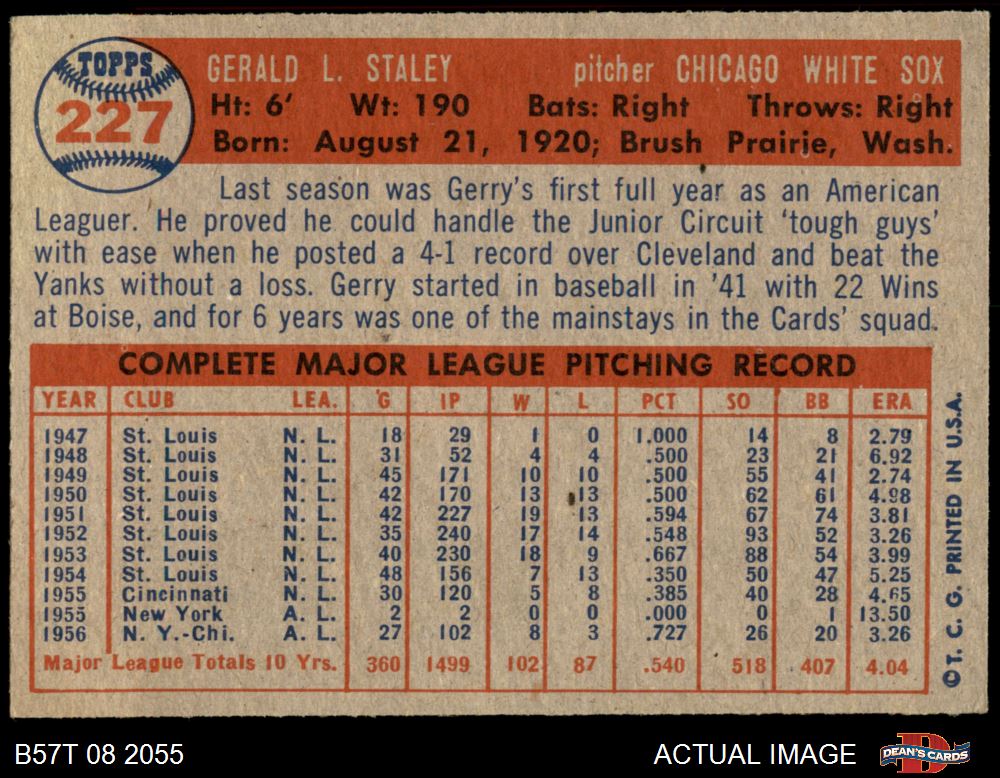 TOPPS
227
GERALD L. STALEY pitcher CHICAGO WHITE SOX
Ht: 6' Wt: 190 Bats: Right Throws: Right
Born: August 21, 1920; Brush Prairie, Wash.
Last season was Gerry's first full year as an American
Leaguer. He proved he could handle the Junior Circuit 'tough guys'
with ease when he posted a 4-1 record over Cleveland and beat the
Yanks without a loss. Gerry started in baseball in '41 with 22 Wins
at Boise, and for 6 years was one of the mainstays in the Cards' squad.
COMPLETE MAJOR LEAGUE PITCHING RECORD
YEAR CLUB LEA. G IP W L PCT SO BB ERA
1947 St. Louis N. L. 18 29 1 0 1.000 14 8 2.79
1948 St. Louis N. L. 31 52 4 4 .500 23 21 6.92
1949 St. Louis N. L. 45 171 10 10 .500 55 41 2.74
1950 St. Louis N. L. 42 170 13 13 .500 62 61 4.98
1951 St. Louis N. L. 42 227 19 13 .594 67 74 3.81
1952 St. Louis N. L. 35 240 17 14 .548 93 52 3.26
1953 St. Louis N. L. 40 230 18 9 .667 88 54 3.99
1954 St. Louis N. L. 48 156 7 13 .350 50 47 5.25
1955 Cincinnati N. L. 30 120 5 8 .385 40 28 4.65
1955 New York A. L. 2 2 0 0 .000 0 1 13.50
1956 N. Y.-Chi. A. L. 27 102 8 3 .727 26 20 3.26
Major League Totals 10 Yrs. 360 1499 102 87 .540 518 407 4.04
©T. C. G. PRINTED IN U.S.A.
B57T 08 2055 ACTUAL IMAGE DEAN'S CARDS